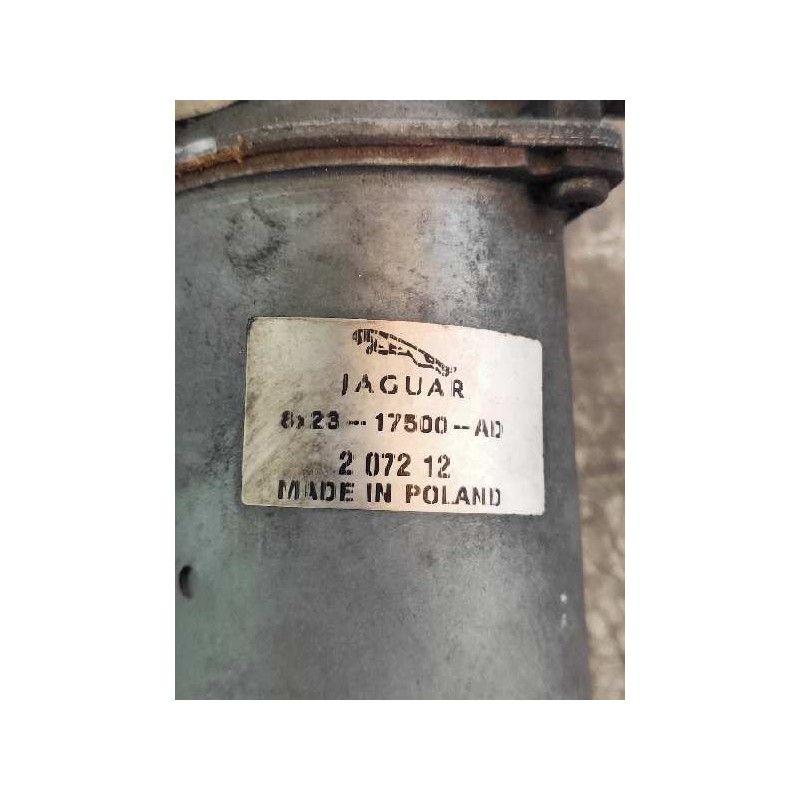 JAGUAR
8x23-17500-AD
2 072 12
MADE IN POLAND